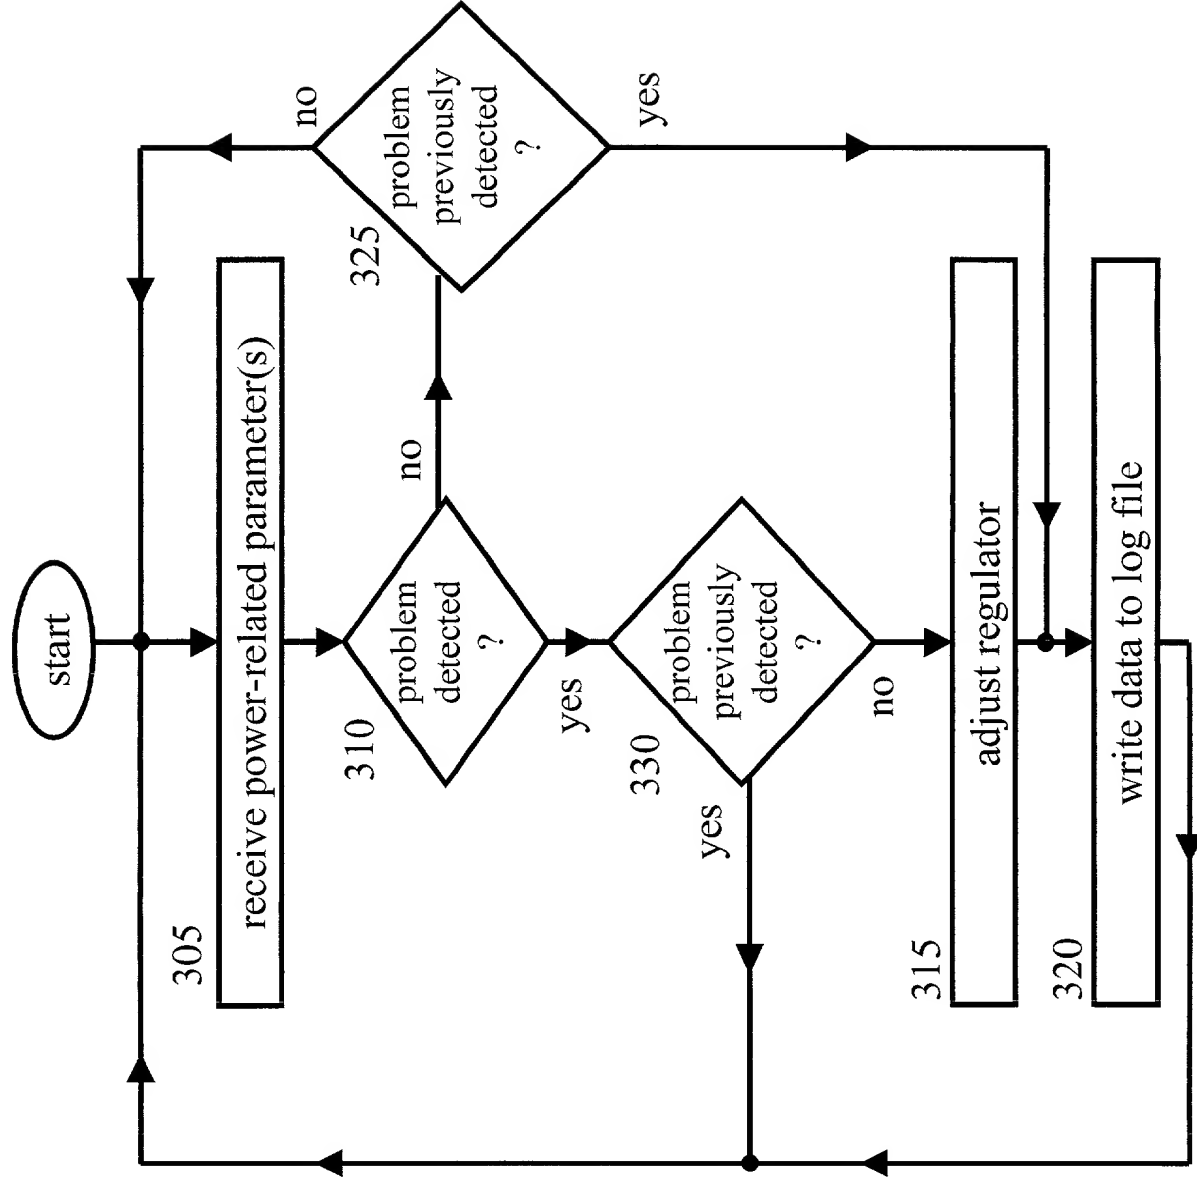 start
305
receive power-related parameter(s)
310
problem
detected
?
no
yes
325
problem
previously
detected
?
no
yes
330
problem
previously
detected
?
yes
no
315
adjust regulator
320
write data to log file